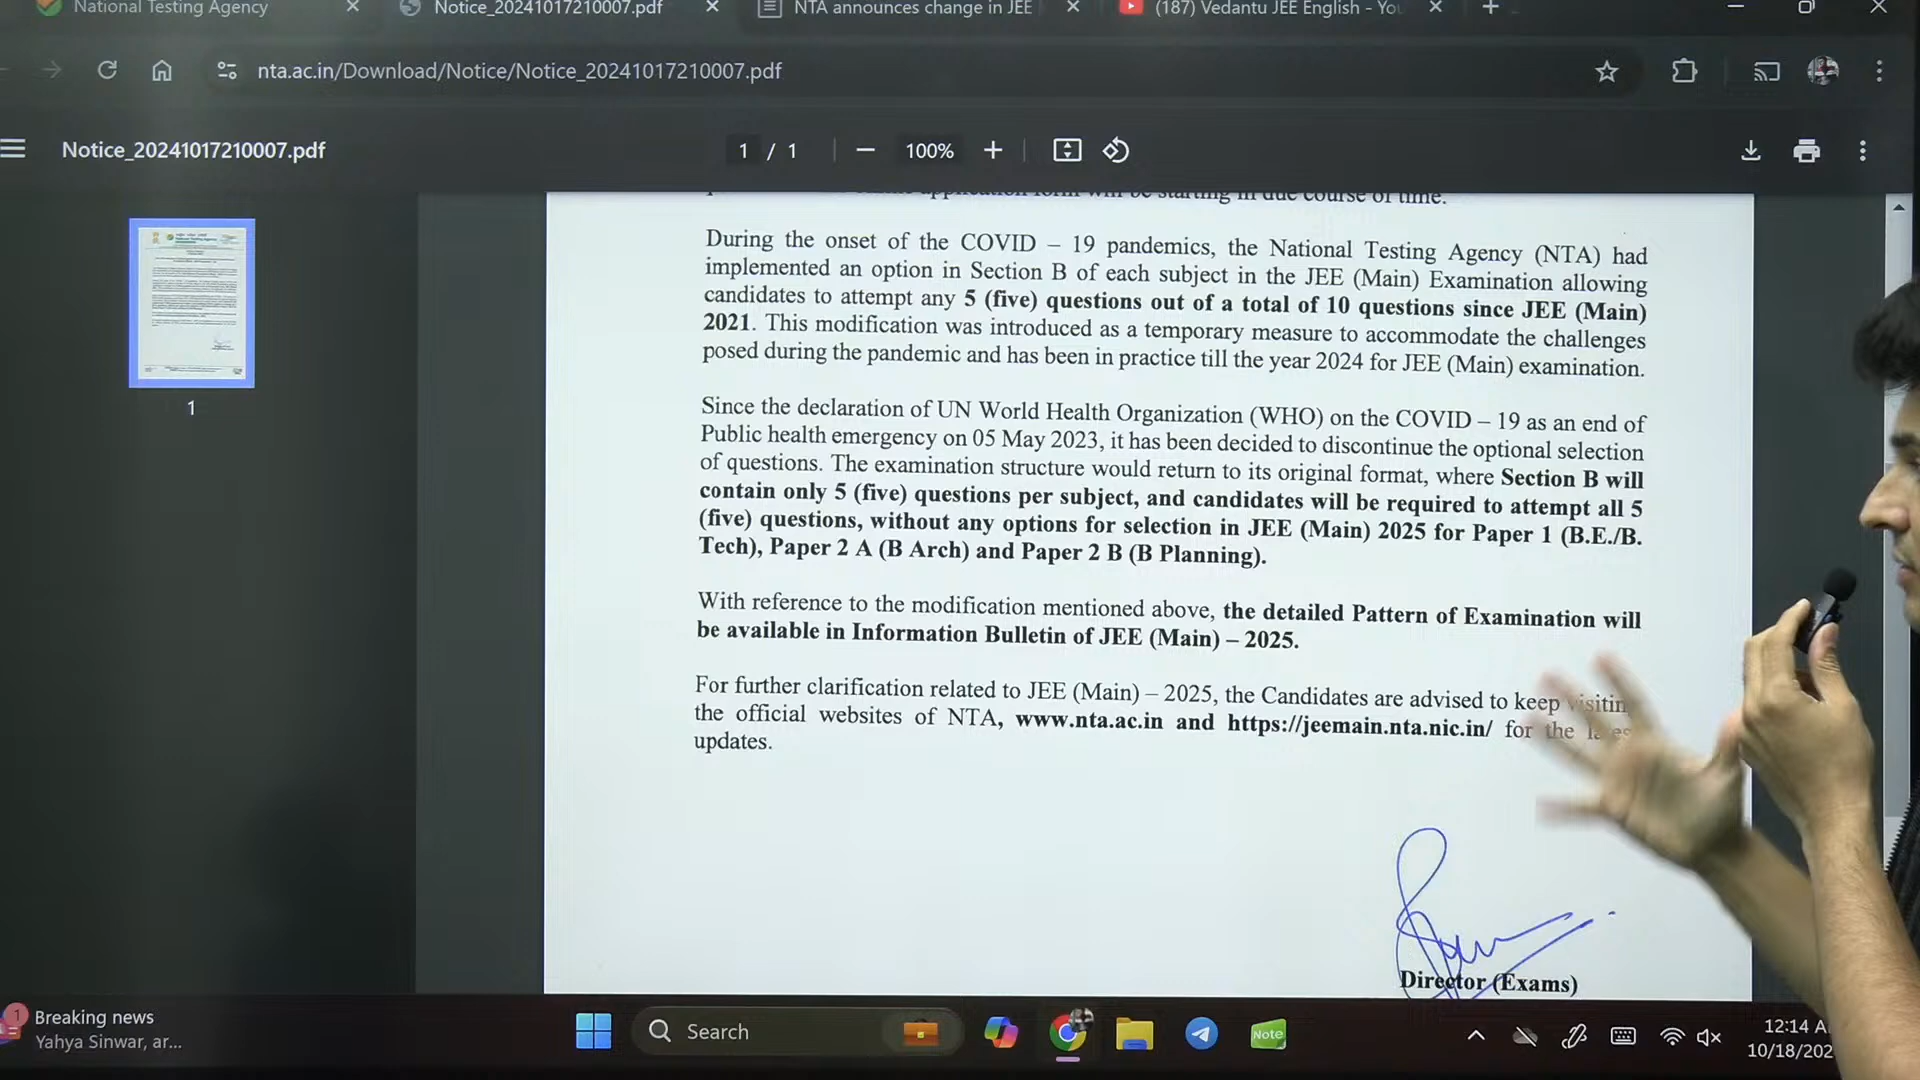 National Testing Agency
Notice_20241017210007.pdf
NTA announces change in JEE
(187) Vedantu JEE English - You
nta.ac.in/Download/Notice/Notice_20241017210007.pdf
Notice_20241017210007.pdf
1 / 1
100%
application form will be starting in due course of time.
During the onset of the COVID – 19 pandemics, the National Testing Agency (NTA) had
implemented an option in Section B of each subject in the JEE (Main) Examination allowing
candidates to attempt any 5 (five) questions out of a total of 10 questions since JEE (Main)
2021. This modification was introduced as a temporary measure to accommodate the challenges
posed during the pandemic and has been in practice till the year 2024 for JEE (Main) examination.
Since the declaration of UN World Health Organization (WHO) on the COVID – 19 as an end of
Public health emergency on 05 May 2023, it has been decided to discontinue the optional selection
of questions. The examination structure would return to its original format, where Section B will
contain only 5 (five) questions per subject, and candidates will be required to attempt all 5
(five) questions, without any options for selection in JEE (Main) 2025 for Paper 1 (B.E./B.
Tech), Paper 2 A (B Arch) and Paper 2 B (B Planning).
With reference to the modification mentioned above, the detailed Pattern of Examination will
be available in Information Bulletin of JEE (Main) – 2025.
For further clarification related to JEE (Main) – 2025, the Candidates are advised to keep visitin
the official websites of NTA, www.nta.ac.in and https://jeemain.nta.nic.in/ for the
updates.
Director (Exams)
1
1
Breaking news
Yahya Sinwar, ar...
Search
Note
12:14 A
10/18/202